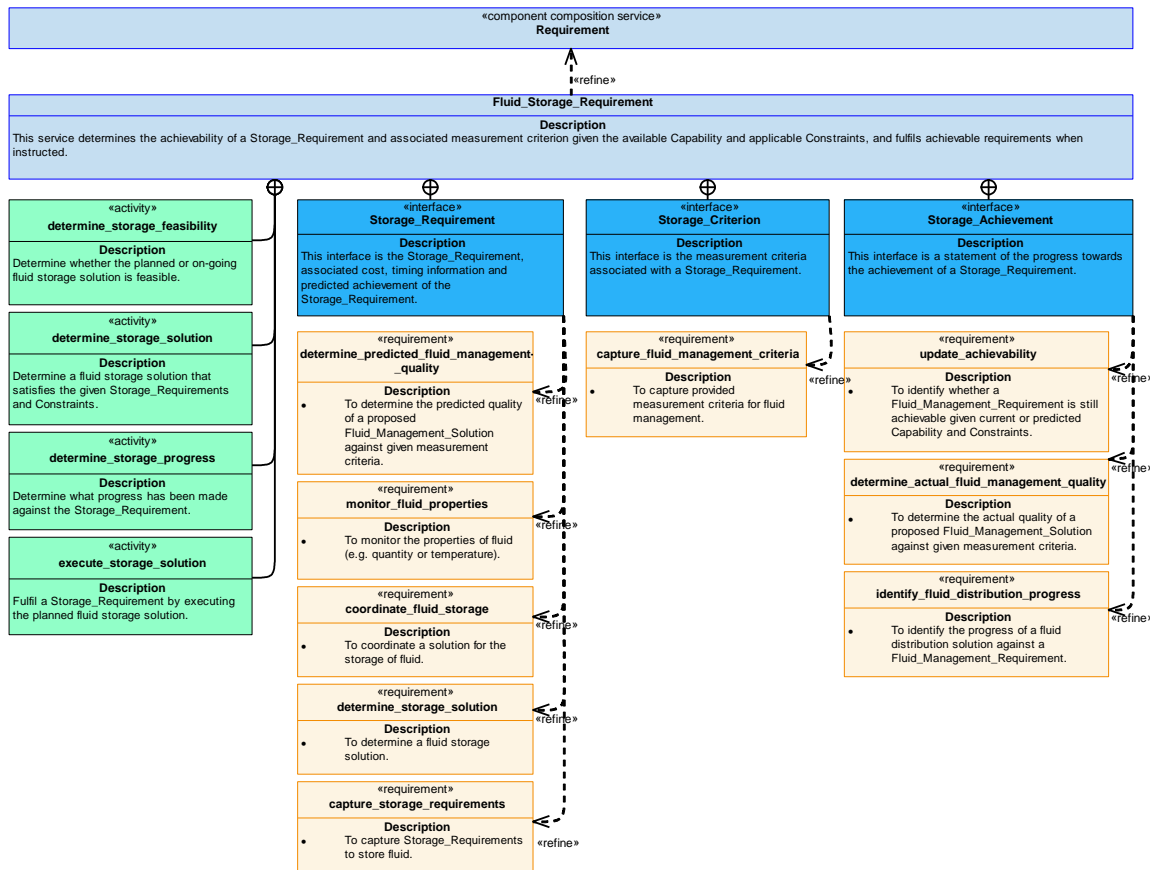 «component composition service»
Requirement
«refine»
Fluid_Storage_Requirement
Description
This service determines the achievability of a Storage_Requirement and associated measurement criterion given the available Capability and applicable Constraints, and fulfils achievable requirements when
instructed.
«activity»
determine_storage_feasibility
Description
Determine whether the planned or on-going
fluid storage solution is feasible.
«activity»
determine_storage_solution
Description
Determine a fluid storage solution that
satisfies the given Storage_Requirements
and Constraints.
«activity»
determine_storage_progress
Description
Determine what progress has been made
against the Storage_Requirement.
«activity»
execute_storage_solution
Description
Fulfil a Storage_Requirement by executing
the planned fluid storage solution.
«interface»
Storage_Requirement
Description
This interface is the Storage_Requirement,
associated cost, timing information and
predicted achievement of the
Storage_Requirement.
«requirement»
determine_predicted_fluid_management-
_quality
Description
• To determine the predicted quality
of a proposed
Fluid_Management_Solution
against given measurement
criteria.
«refine»
«requirement»
monitor_fluid_properties
Description
• To monitor the properties of fluid
(e.g. quantity or temperature).
«refine»
«requirement»
coordinate_fluid_storage
Description
• To coordinate a solution for the
storage of fluid.
«refine»
«requirement»
determine_storage_solution
Description
• To determine a fluid storage
solution.
«refine»
«requirement»
capture_storage_requirements
Description
• To capture Storage_Requirements
to store fluid.
«refine»
«interface»
Storage_Criterion
Description
This interface is the measurement criteria
associated with a Storage_Requirement.
«requirement»
capture_fluid_management_criteria
Description
• To capture provided
measurement criteria for fluid
management.
«refine»
«interface»
Storage_Achievement
Description
This interface is a statement of the progress towards
the achievement of a Storage_Requirement.
«requirement»
update_achievability
Description
• To identify whether a
Fluid_Management_Requirement is still
achievable given current or predicted
Capability and Constraints.
«refine»
«requirement»
determine_actual_fluid_management_quality
Description
• To determine the actual quality of a
proposed Fluid_Management_Solution
against given measurement criteria.
«refine»
«requirement»
identify_fluid_distribution_progress
Description
• To identify the progress of a fluid
distribution solution against a
Fluid_Management_Requirement.
«refine»